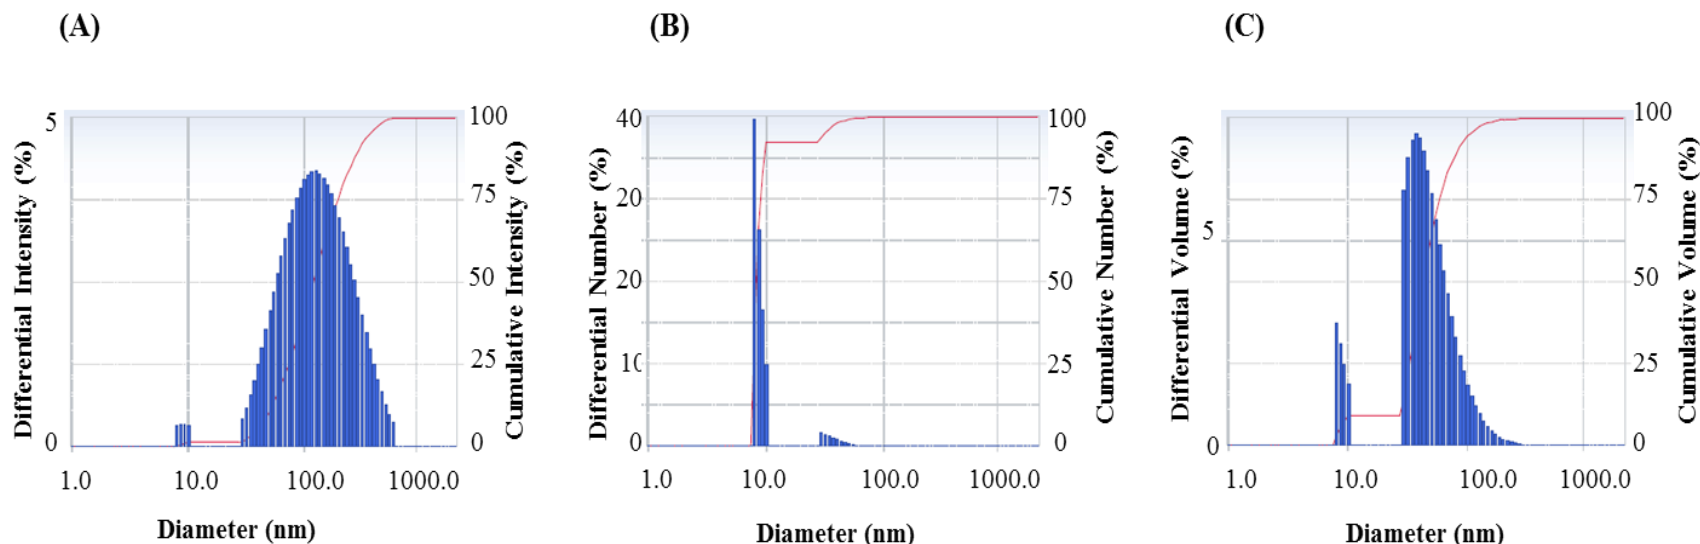 (A)
(B)
(C)
Differential Intensity (%)
5
0
100
75
50
25
0
Cumulative Intensity (%)
1.0 10.0 100.0 1000.0
Diameter (nm)
Differential Number (%)
40
20
20
10
0
100
75
50
25
0
Cumulative Number (%)
1.0 10.0 100.0 1000.0
Diameter (nm)
Differential Volume (%)
5
0
100
75
50
25
0
Cumulative Volume (%)
1.0 10.0 100.0 1000.0
Diameter (nm)